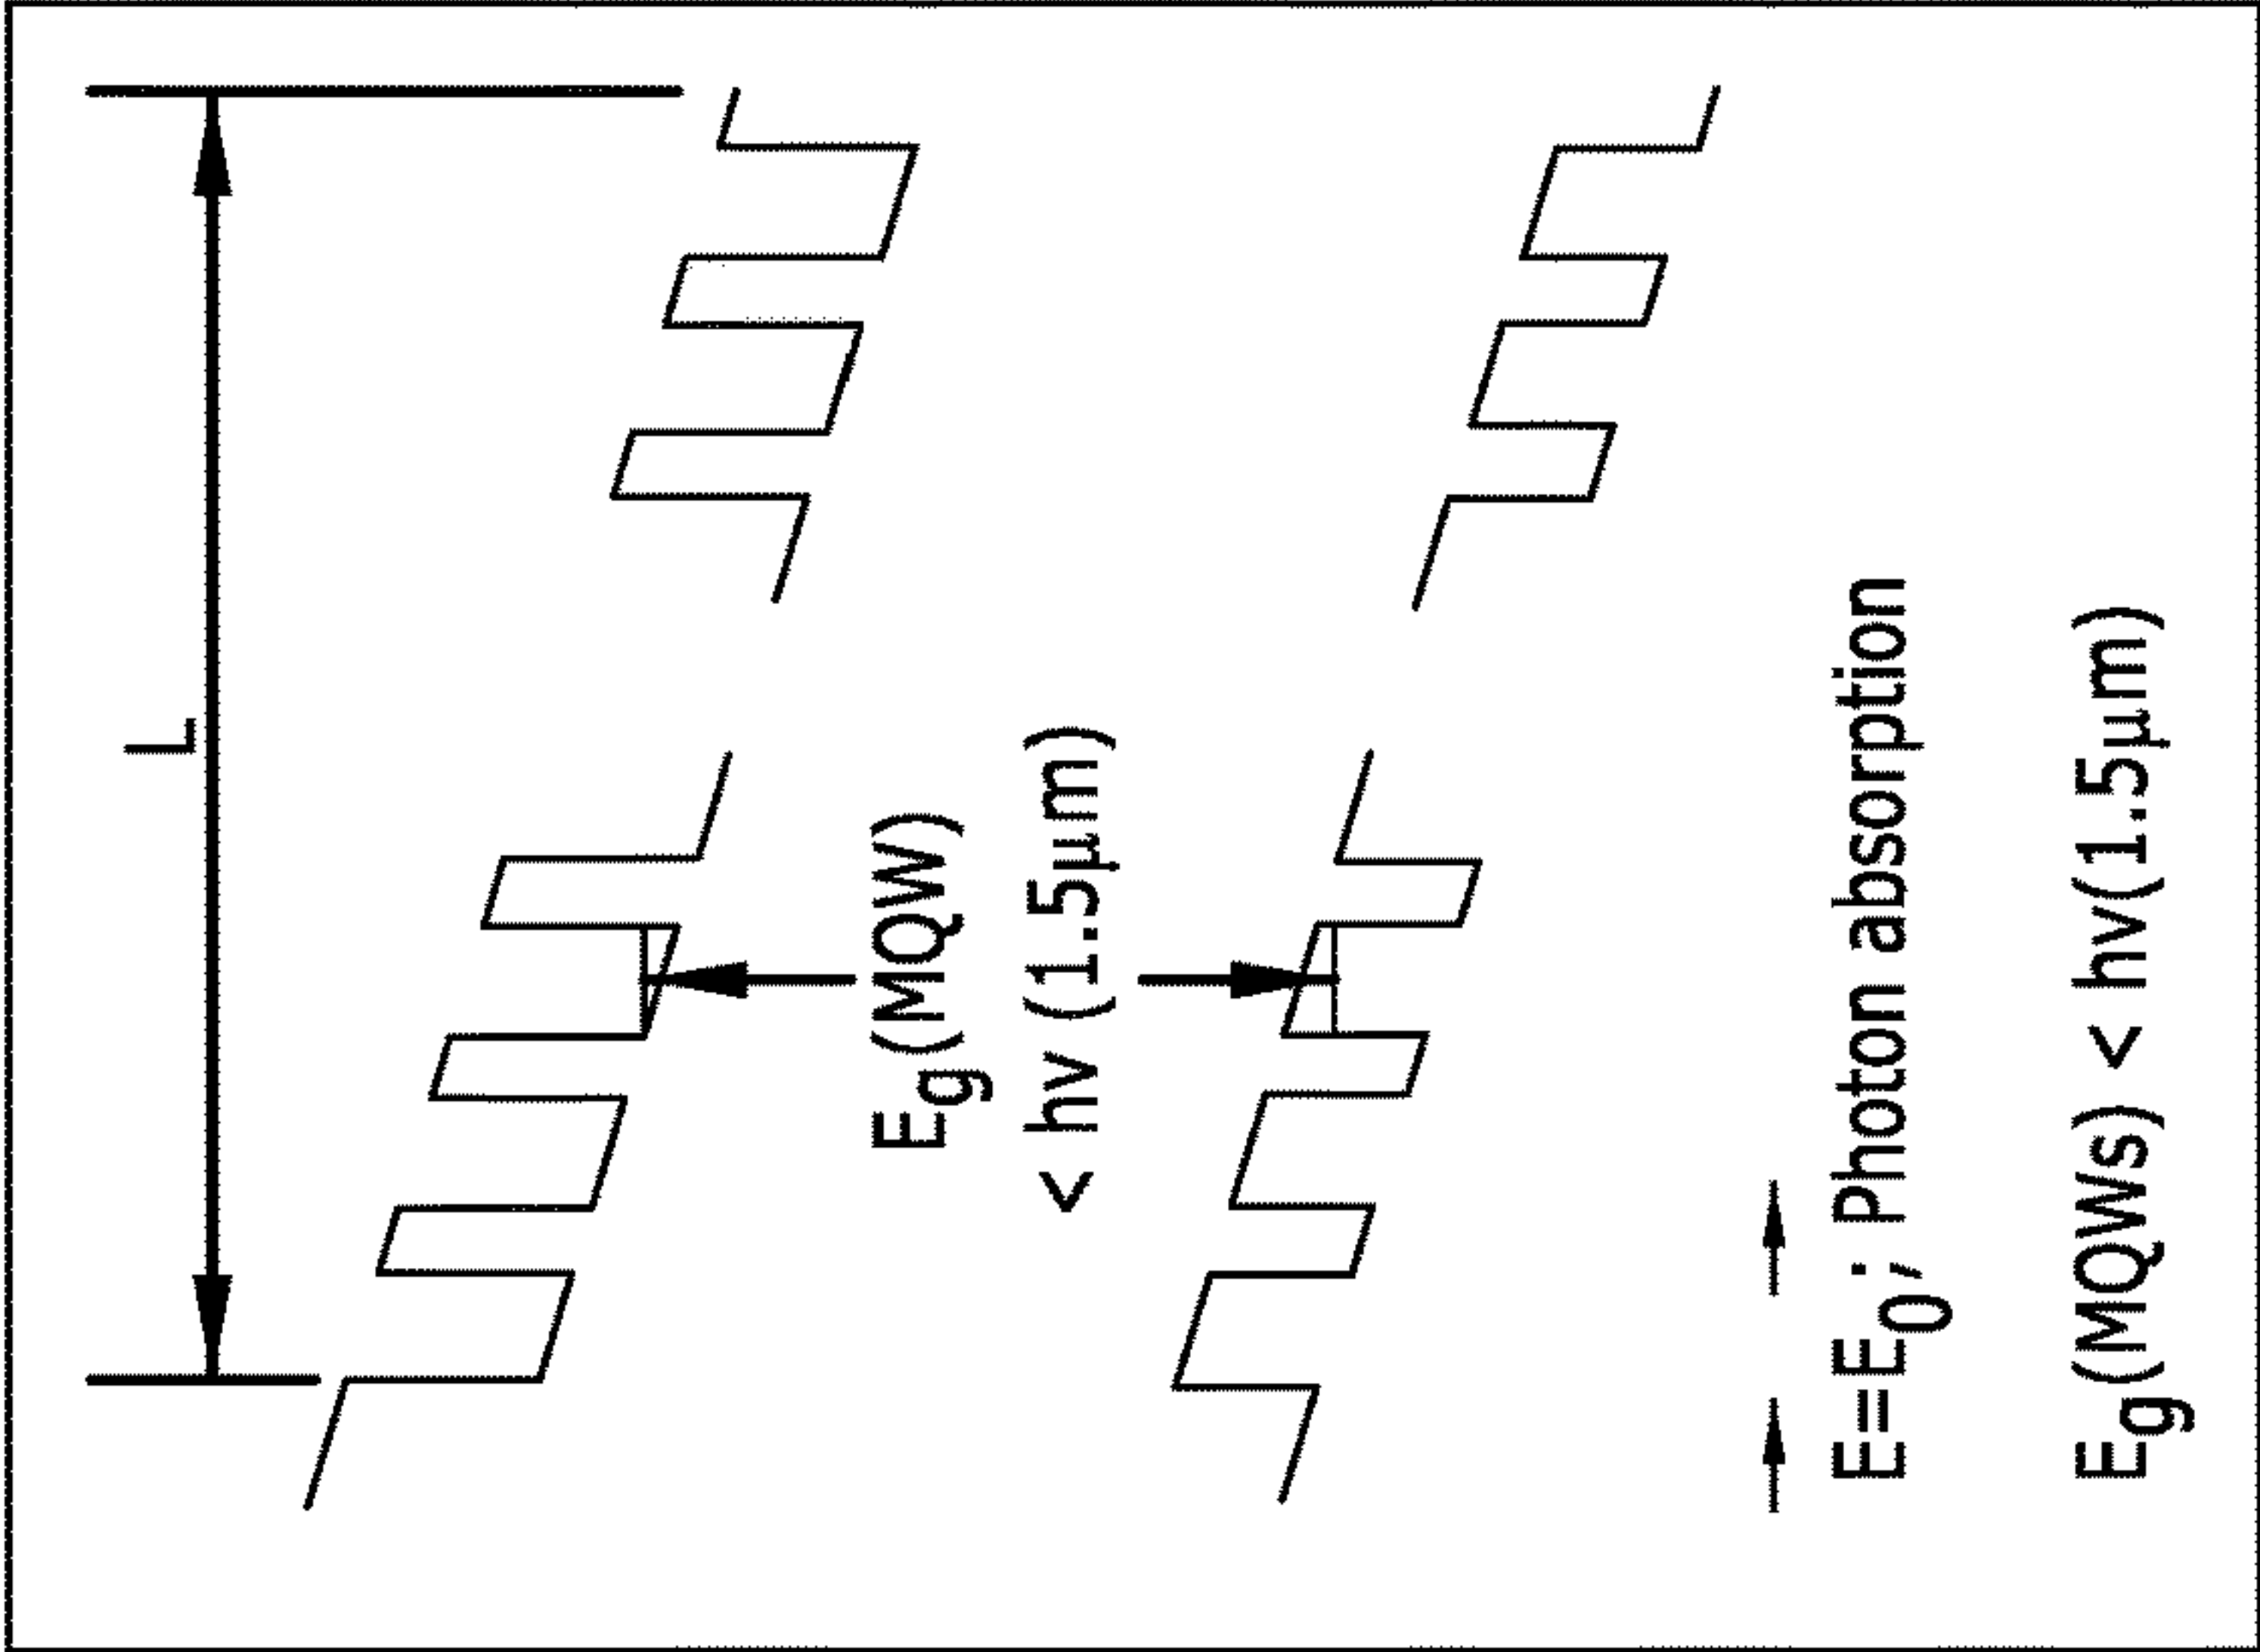 L
Eg(MQW)
< hv (1.5μm)
E=E0; Photon absorption
Eg(MQWs) < hv(1.5μm)